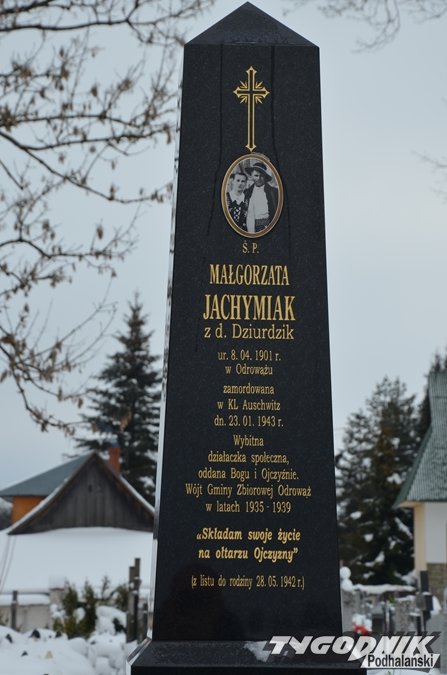 Ś. P.
MAŁGORZATA
JACHYMIAK
z d. Dziurdzik
ur. 8. 04. 1901 r.
w Odrowążu
zamordowana
w KL Auschwitz
dn. 23. 01. 1943 r.
Wybitna
działaczka społeczna,
oddana Bogu i Ojczyźnie.
Wójt Gminy Zbiorowej Odrowąż
w latach 1935 - 1939
„Składam swoje życie
na ołtarzu Ojczyzny"
(z listu do rodziny 28. 05. 1942 r.)
TYGODNIK
Podhalański